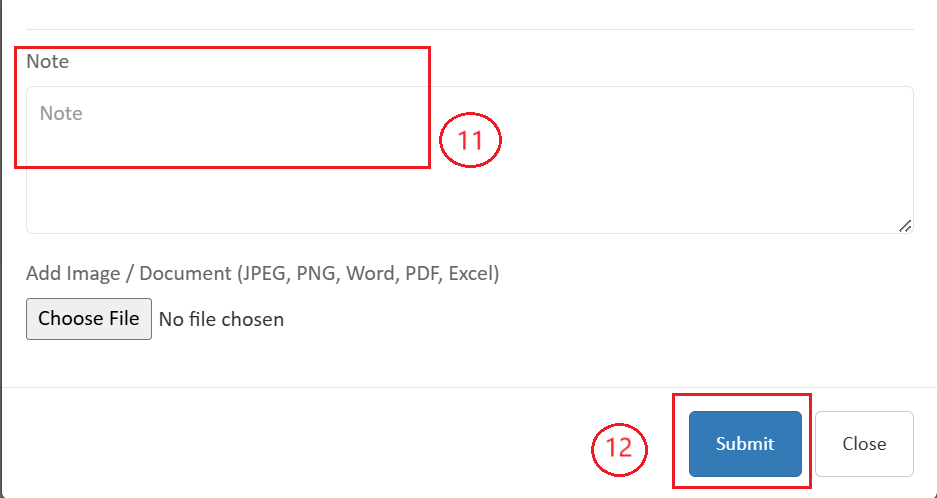 Note
Note
11
Add Image / Document (JPEG, PNG, Word, PDF, Excel)
Choose File No file chosen
12
Submit
Close